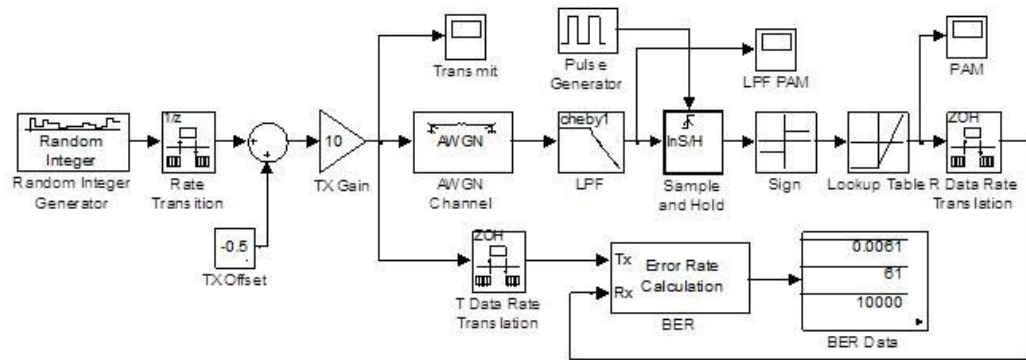 Transmit
Pulse
Generator
LPF PAM
PAM
Random
Integer
Random Integer
Generator
1/z
Rate
Transition
+
+
10
TX Gain
AWGN
AWGN
Channel
cheby1
LPF
In S/H
Sample
and Hold
Sign
Lookup Table
ZOH
R Data Rate
Translation
-0.5
TX Offset
ZOH
T Data Rate
Translation
Tx
Rx
Error Rate
Calculation
BER
0.0061
61
10000
BER Data